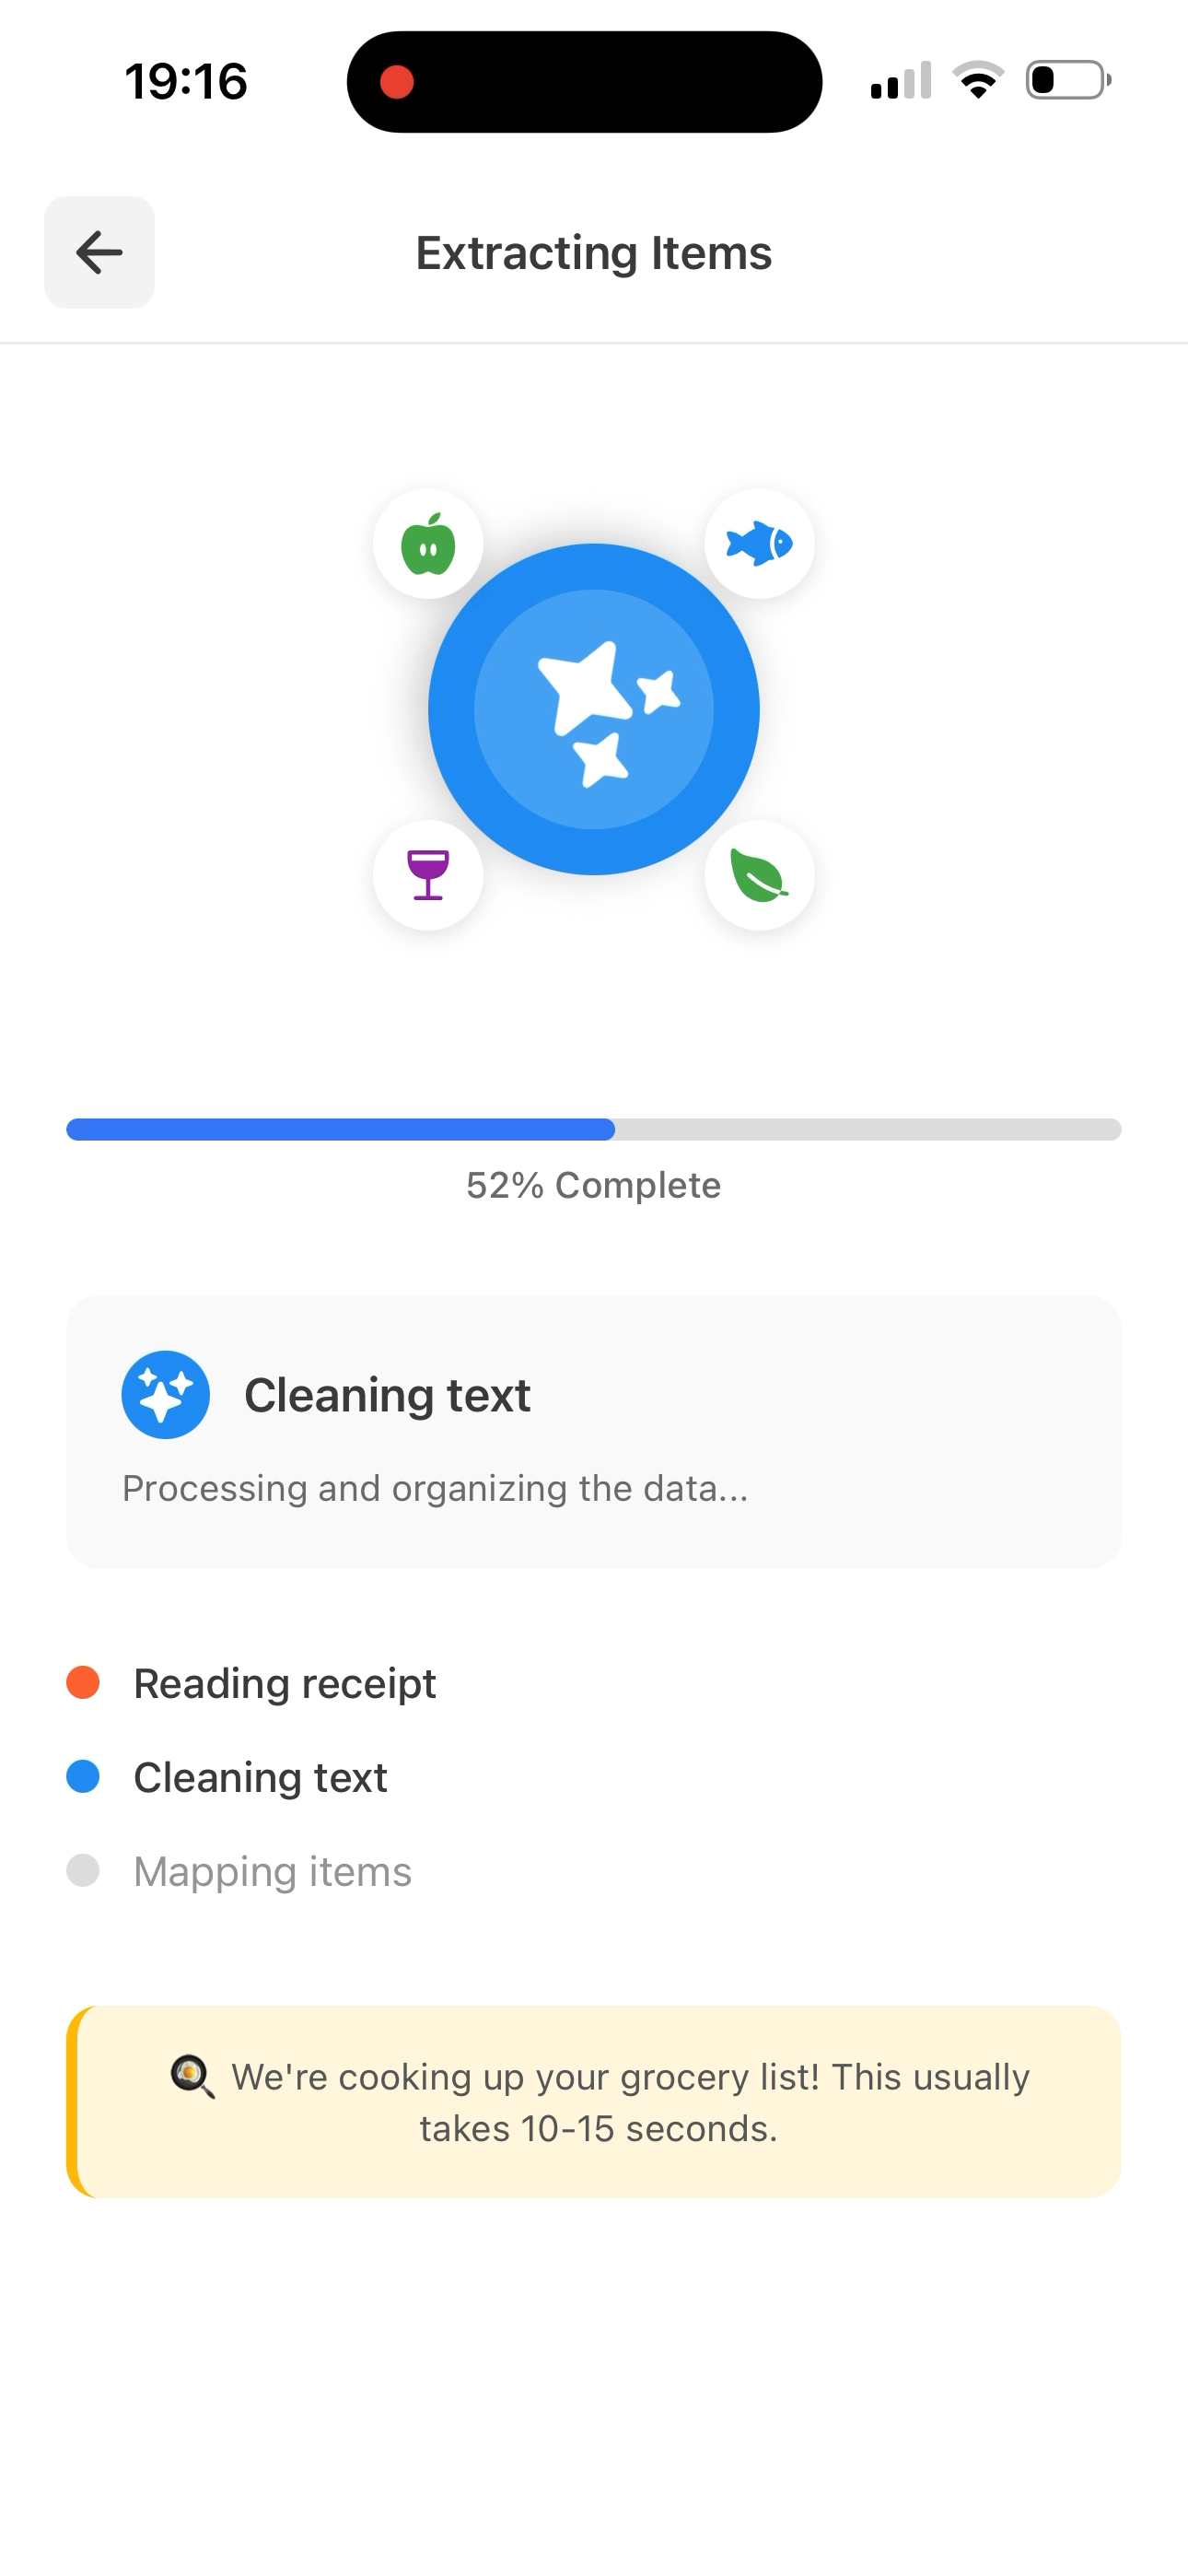 19:16
Extracting Items
52% Complete
Cleaning text
Processing and organizing the data...
Reading receipt
Cleaning text
Mapping items
🍳 We're cooking up your grocery list! This usually
takes 10-15 seconds.